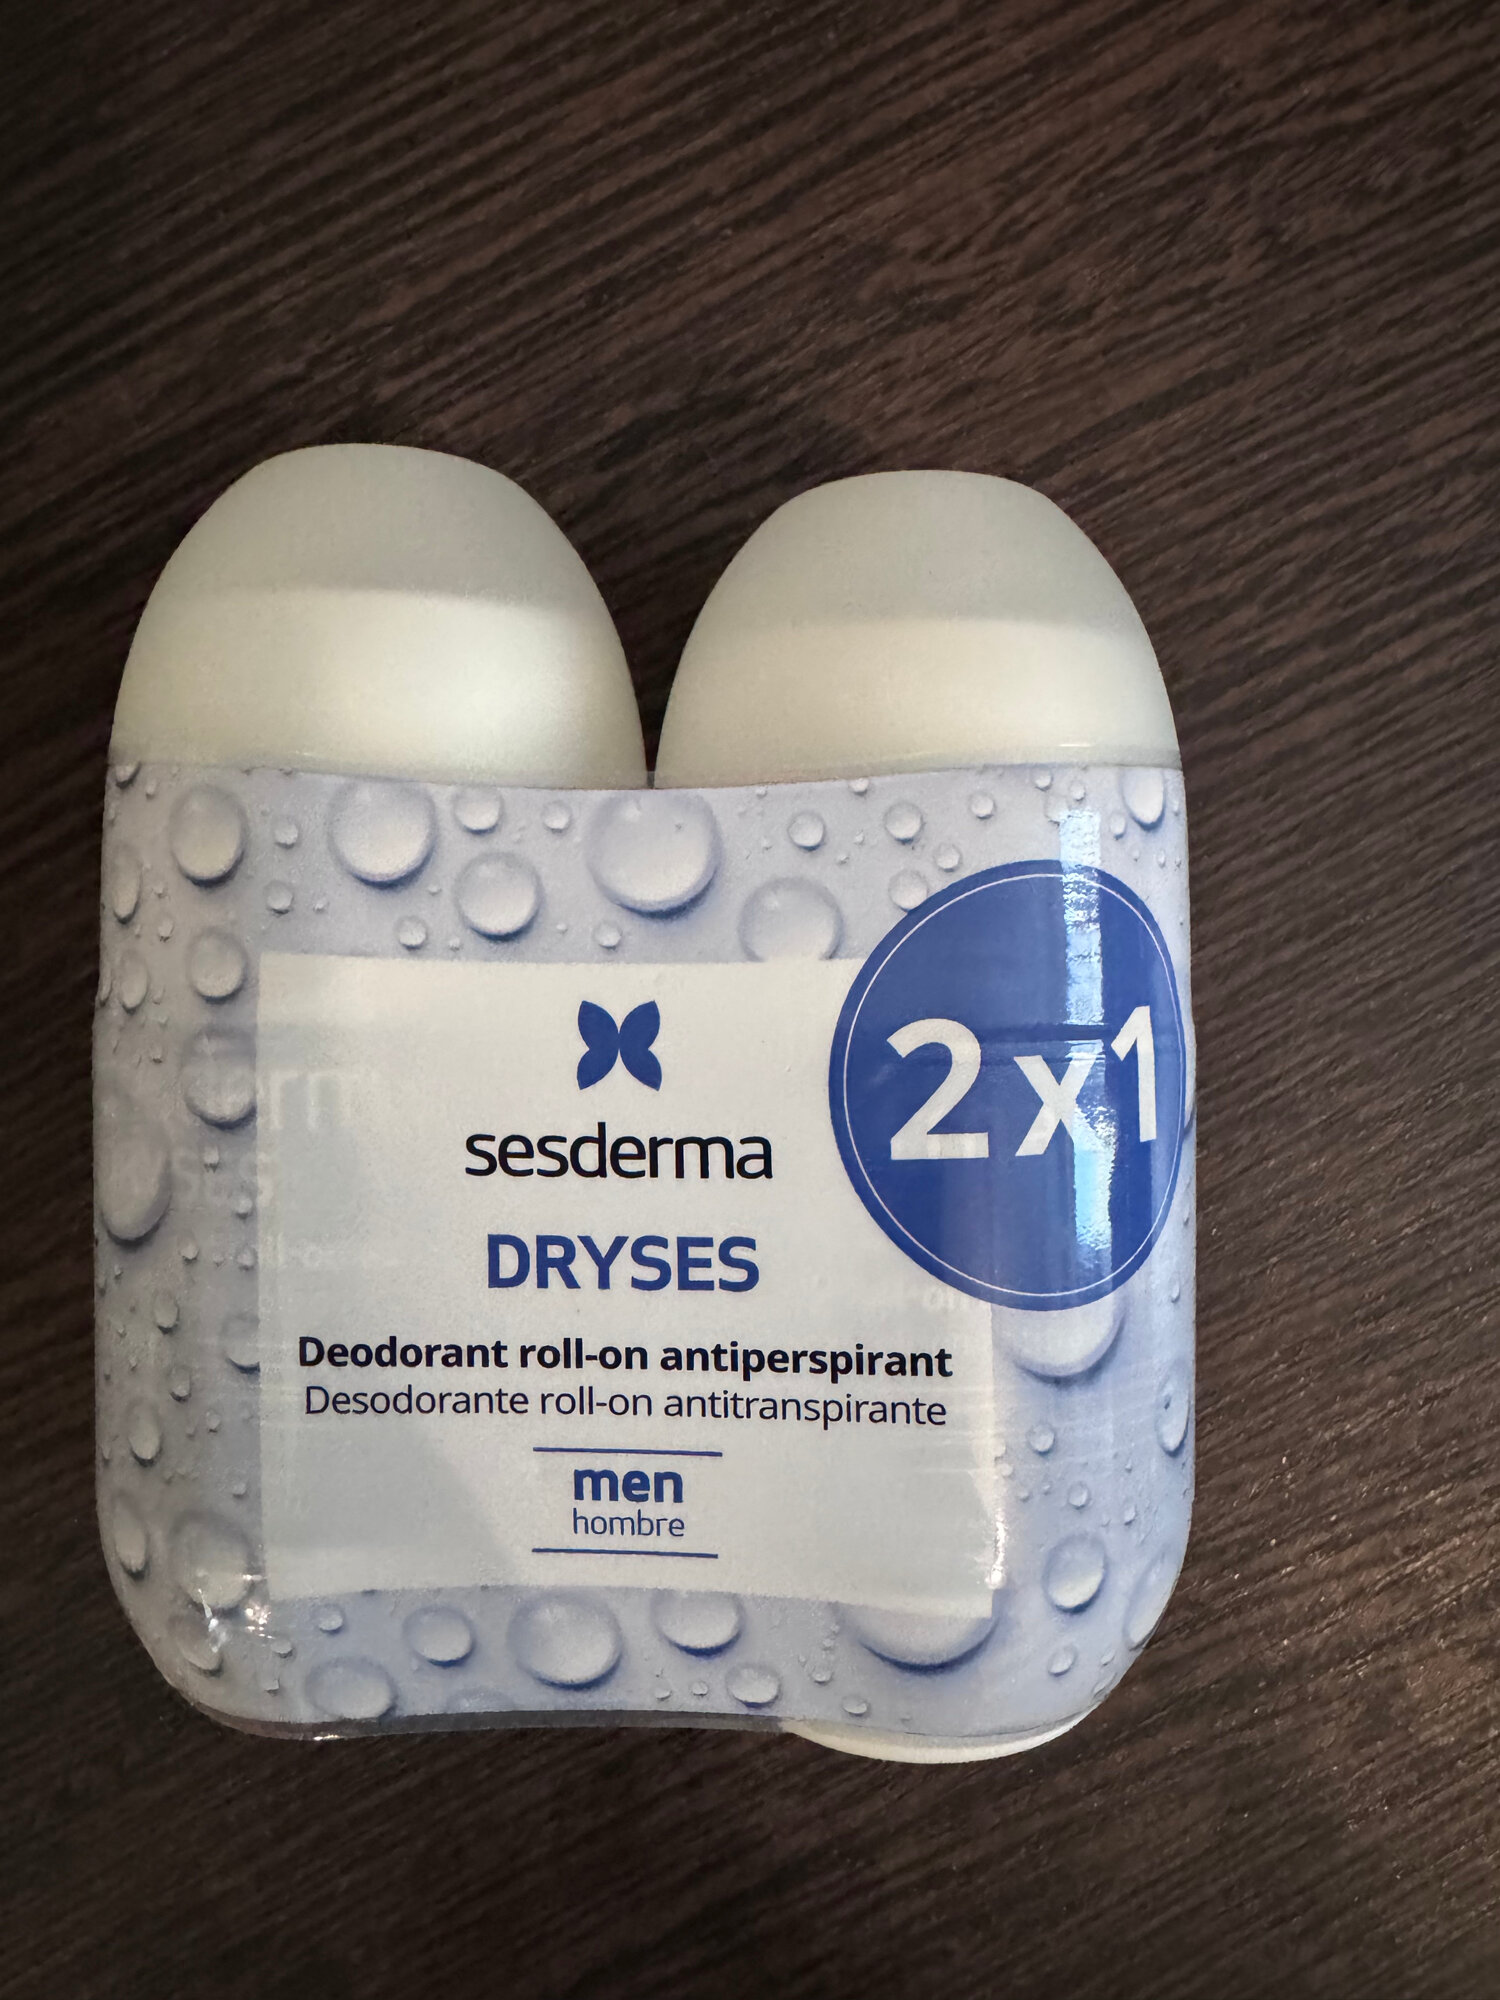 sesderma
2x1
DRYSES
Deodorant roll-on antiperspirant
Desodorante roll-on antitranspirante
men
hombre